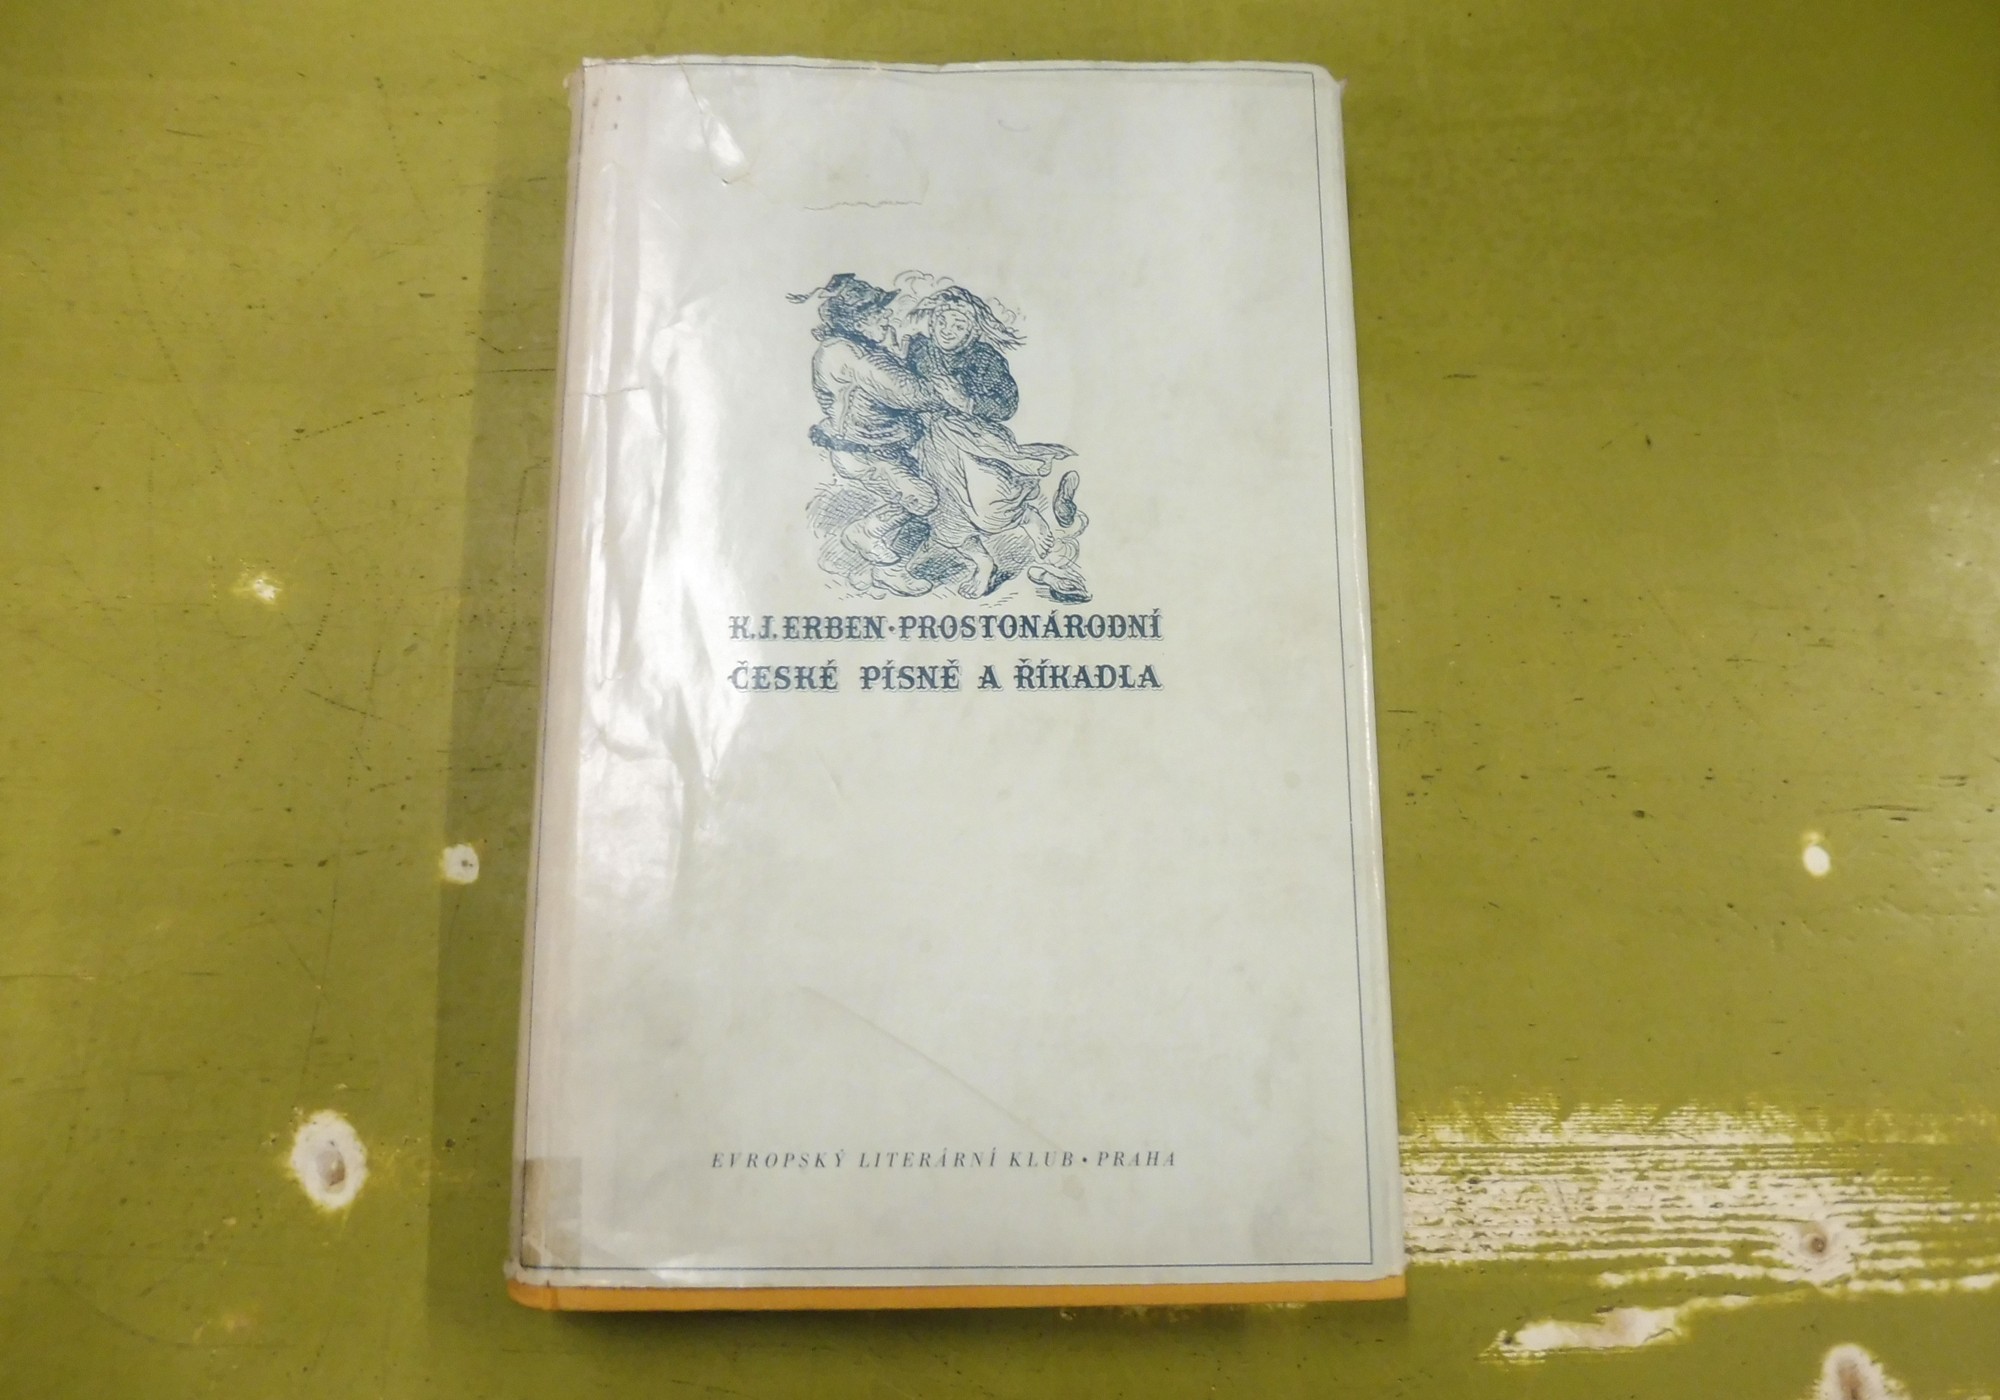 K. J. ERBEN · PROSTONÁRODNÍ
ČESKÉ PÍSNĚ A ŘÍKADLA
EVROPSKÝ LITERÁRNÍ KLUB · PRAHA